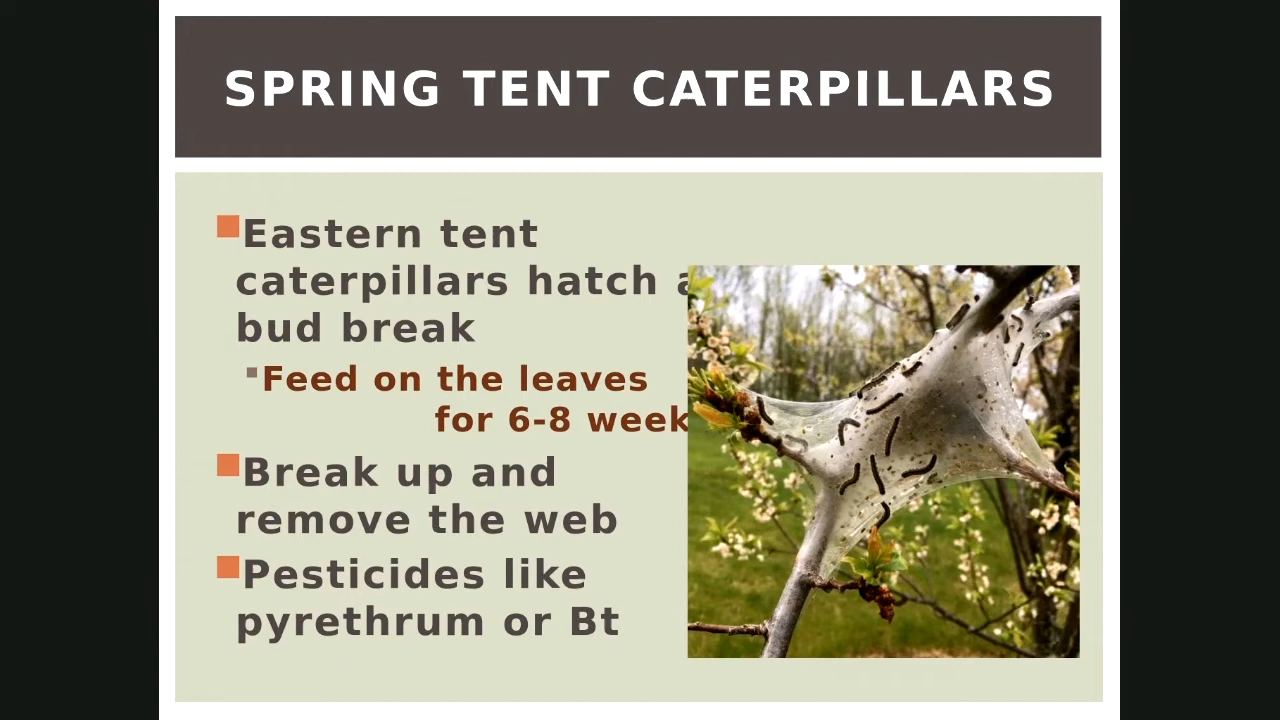 SPRING TENT CATERPILLARS
Eastern tent
caterpillars hatch
bud break
Feed on the leaves
for 6-8 week
Break up and
remove the web
Pesticides like
pyrethrum or Bt